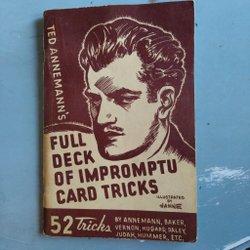 TED ANNEMANN'S
FULL
DECK
OF IMPROMPTU
CARD TRICKS
ILLUSTRATED
BY
52 Tricks
BY ANNEMANN, BAKER,
VERNON, HUGARD, DALEY,
JUDAH, HUMMER, ETC.